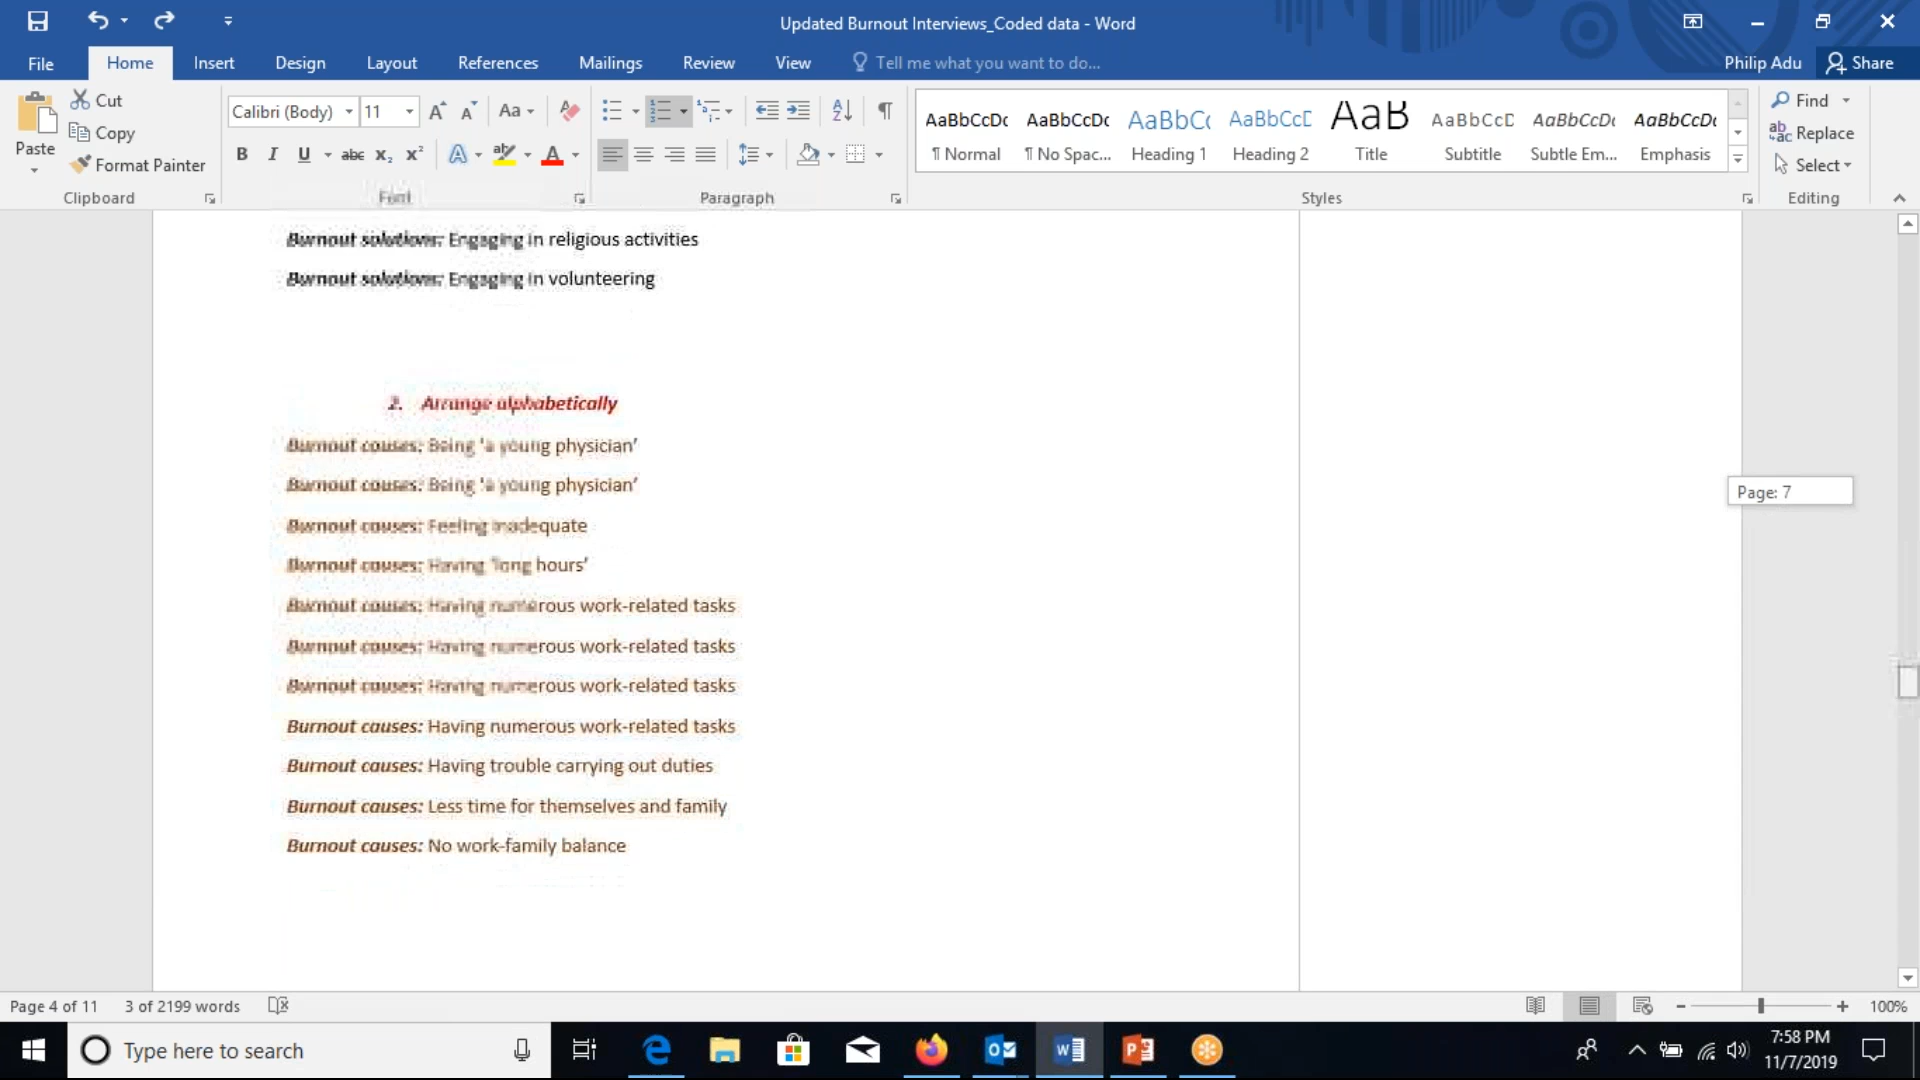 Updated Burnout Interviews_Coded data - Word
File Home Insert Design Layout References Mailings Review View Tell me what you want to do... Philip Adu Share
Paste Cut Copy Format Painter
Calibri (Body) 11
AaBbCcDc AaBbCcDc AaBbCc AaBbCcD AaB AaBbCcD AaBbCcDc AaBbCcDc
¶ Normal ¶ No Spac... Heading 1 Heading 2 Title Subtitle Subtle Em... Emphasis
Find
Replace
Select
Clipboard Font Paragraph Styles Editing
Burnout solutions: Engaging in religious activities
Burnout solutions: Engaging in volunteering
2. Arrange alphabetically
Burnout causes: Being 'a young physician'
Burnout causes: Being 'a young physician'
Burnout causes: Feeling inadequate
Burnout causes: Having 'long hours'
Burnout causes: Having numerous work-related tasks
Burnout causes: Having numerous work-related tasks
Burnout causes: Having numerous work-related tasks
Burnout causes: Having numerous work-related tasks
Burnout causes: Having trouble carrying out duties
Burnout causes: Less time for themselves and family
Burnout causes: No work-family balance
Page: 7
Page 4 of 11 3 of 2199 words 100%
Type here to search
7:58 PM
11/7/2019